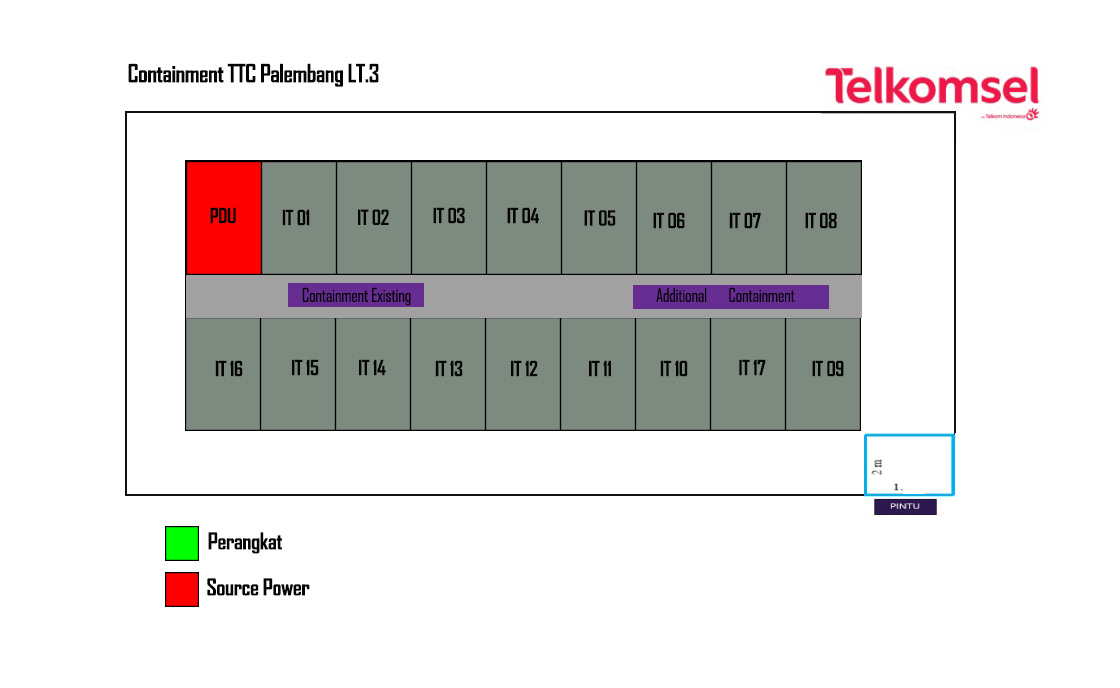 Containment TTC Palembang LT.3
Telkomsel
by Telkom Indonesia
PDU IT 01 IT 02 IT 03 IT 04 IT 05 IT 06 IT 07 IT 08
Containment Existing Additional Containment
IT 16 IT 15 IT 14 IT 13 IT 12 IT 11 IT 10 IT 17 IT 09
2 m
1.
PINTU
Perangkat
Source Power